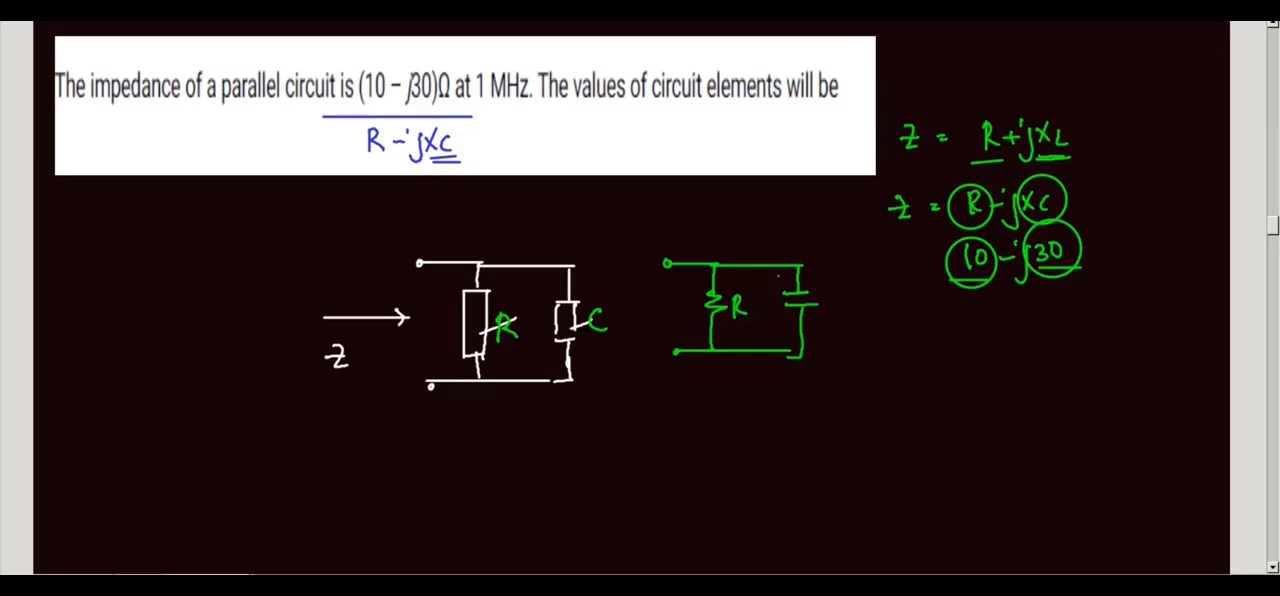 The impedance of a parallel circuit is (10 − j30)Ω at 1 MHz. The values of circuit elements will be
R - jXC
Z = R + jXL
Z = R - jXC
10 - j30
R
C
R
Z